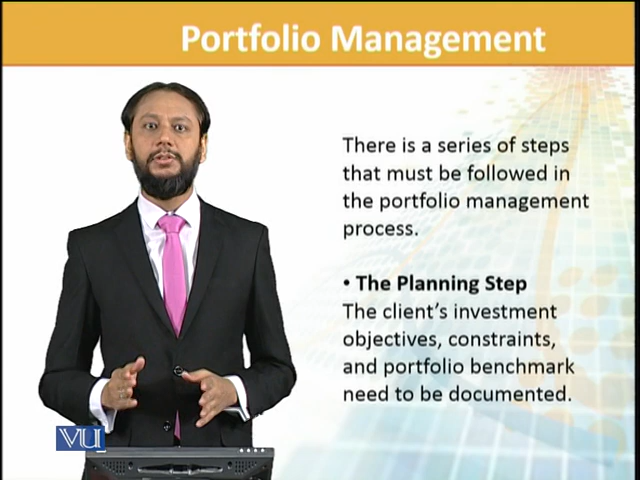 Portfolio Management
There is a series of steps
that must be followed in
the portfolio management
process.
• The Planning Step
The client's investment
objectives, constraints,
and portfolio benchmark
need to be documented.
VU